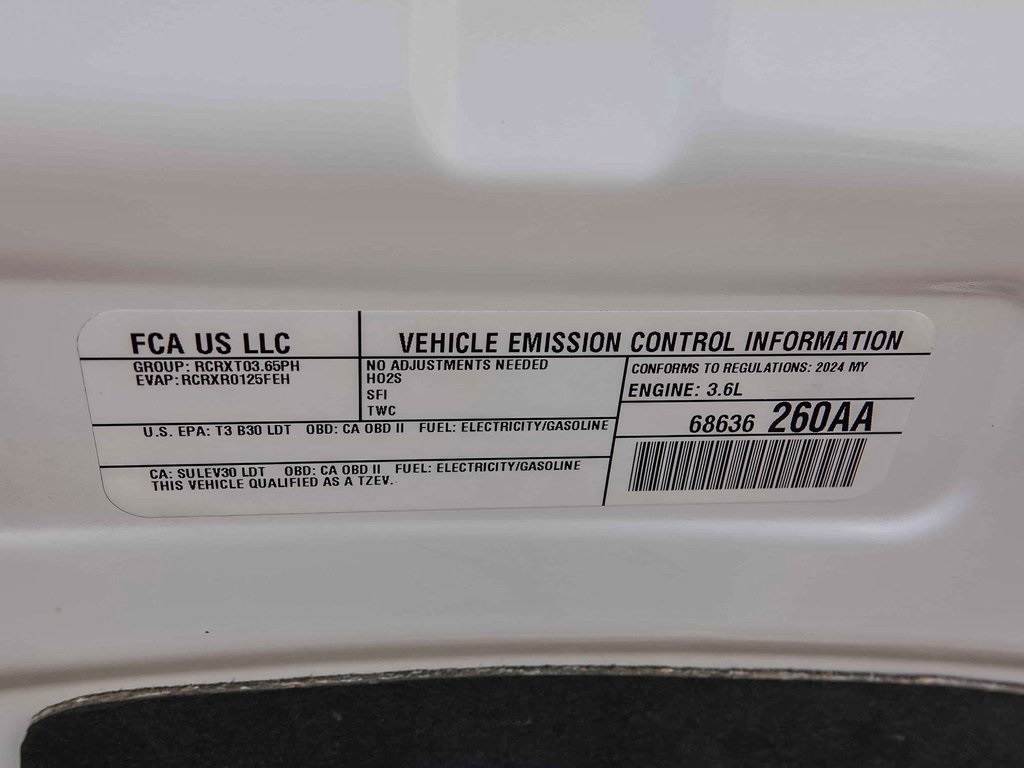 FCA US LLC
VEHICLE EMISSION CONTROL INFORMATION
GROUP: RCRXT03.65PH
EVAP: RCRXR0125FEH
NO ADJUSTMENTS NEEDED
HO2S
SFI
TWC
CONFORMS TO REGULATIONS: 2024 MY
ENGINE: 3.6L
68636 260AA
U.S. EPA: T3 B30 LDT OBD: CA OBD II FUEL: ELECTRICITY/GASOLINE
CA: SULEV30 LDT OBD: CA OBD II FUEL: ELECTRICITY/GASOLINE
THIS VEHICLE QUALIFIED AS A TZEV.